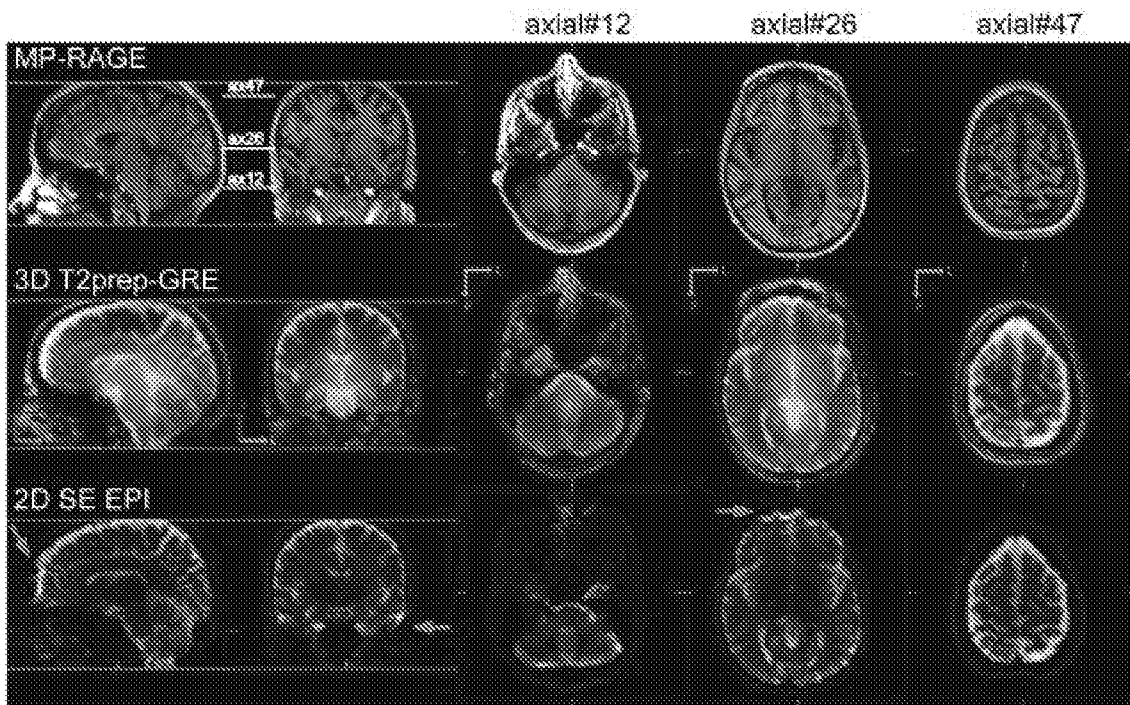 axial#12 axial#26 axial#47
MP-RAGE
ax47
ax26
ax12
3D T2prep-GRE
2D SE EPI